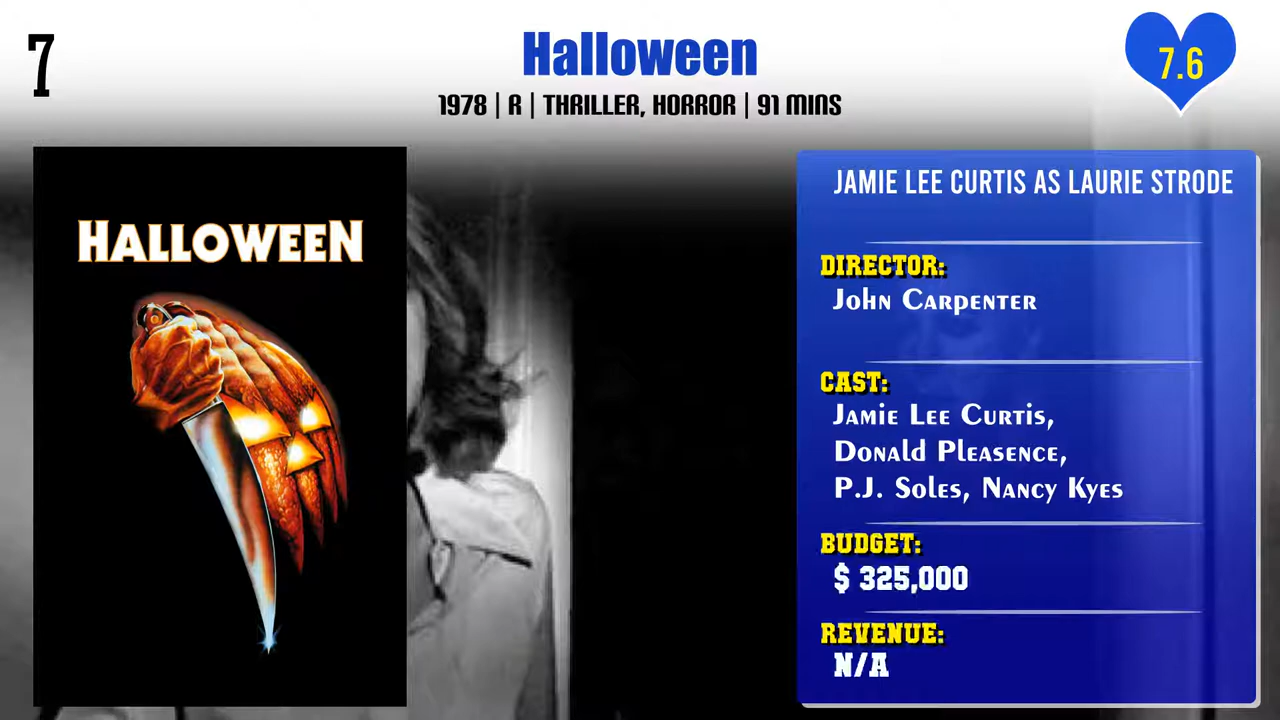 7
Halloween
7.6
1978 | R | THRILLER, HORROR | 91 MINS
HALLOWEEN
JAMIE LEE CURTIS AS LAURIE STRODE
DIRECTOR:
John Carpenter
CAST:
Jamie Lee Curtis,
Donald Pleasence,
P.J. Soles, Nancy Kyes
BUDGET:
$ 325,000
REVENUE:
N/A